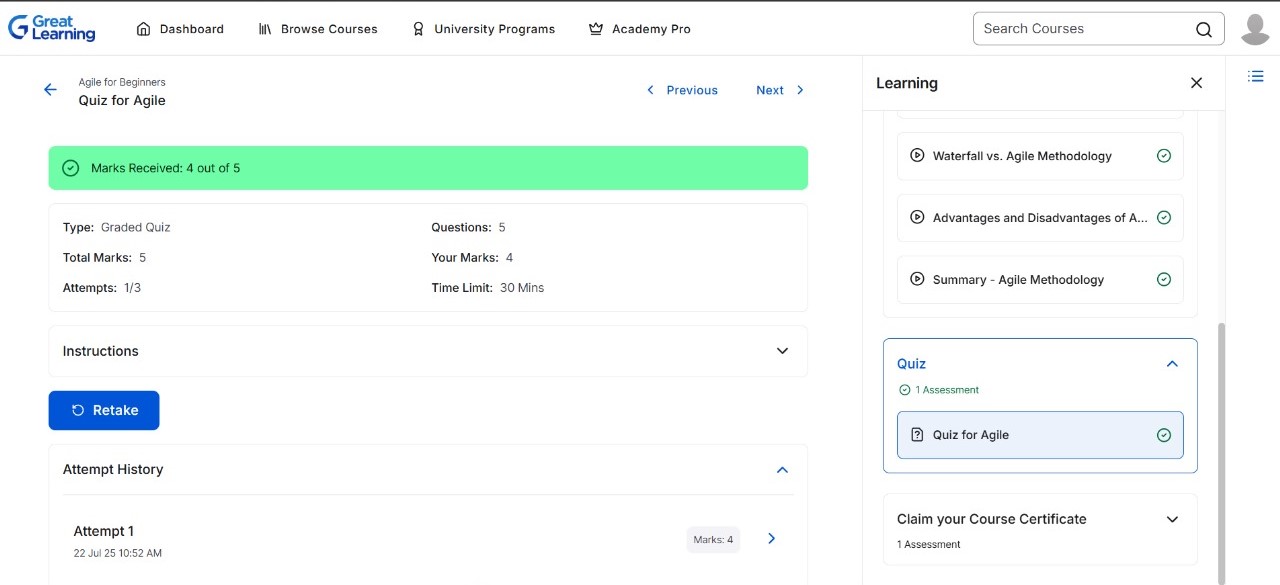 Great Learning
Dashboard
Browse Courses
University Programs
Academy Pro
Search Courses
Agile for Beginners
Quiz for Agile
Previous
Next
Marks Received: 4 out of 5
Type: Graded Quiz
Questions: 5
Total Marks: 5
Your Marks: 4
Attempts: 1/3
Time Limit: 30 Mins
Instructions
Retake
Attempt History
Attempt 1
22 Jul 25 10:52 AM
Marks: 4
Learning
Waterfall vs. Agile Methodology
Advantages and Disadvantages of A...
Summary - Agile Methodology
Quiz
1 Assessment
Quiz for Agile
Claim your Course Certificate
1 Assessment